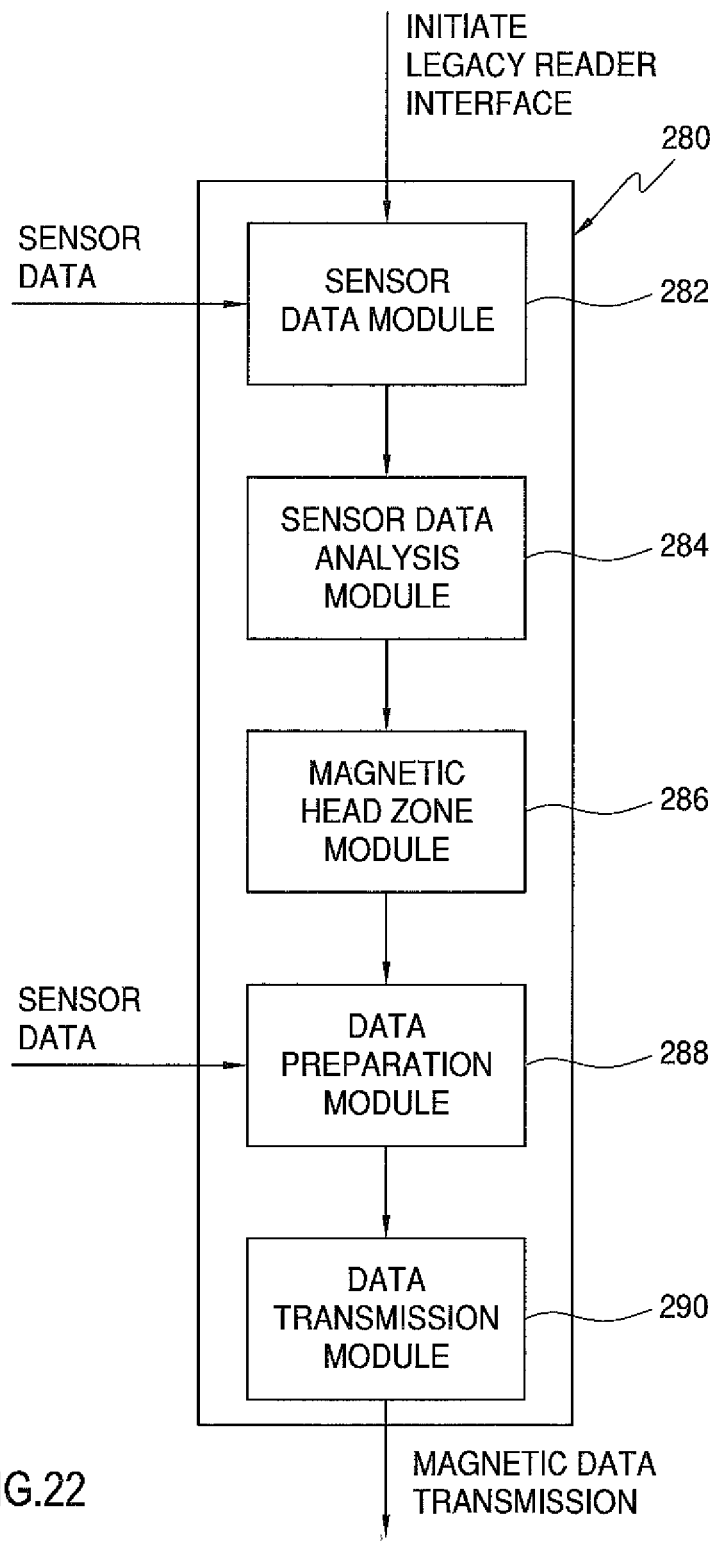 INITIATE
LEGACY READER
INTERFACE
280
SENSOR
DATA
SENSOR
DATA MODULE
282
SENSOR DATA
ANALYSIS
MODULE
284
MAGNETIC
HEAD ZONE
MODULE
286
SENSOR
DATA
DATA
PREPARATION
MODULE
288
DATA
TRANSMISSION
MODULE
290
MAGNETIC DATA
TRANSMISSION
IG.22